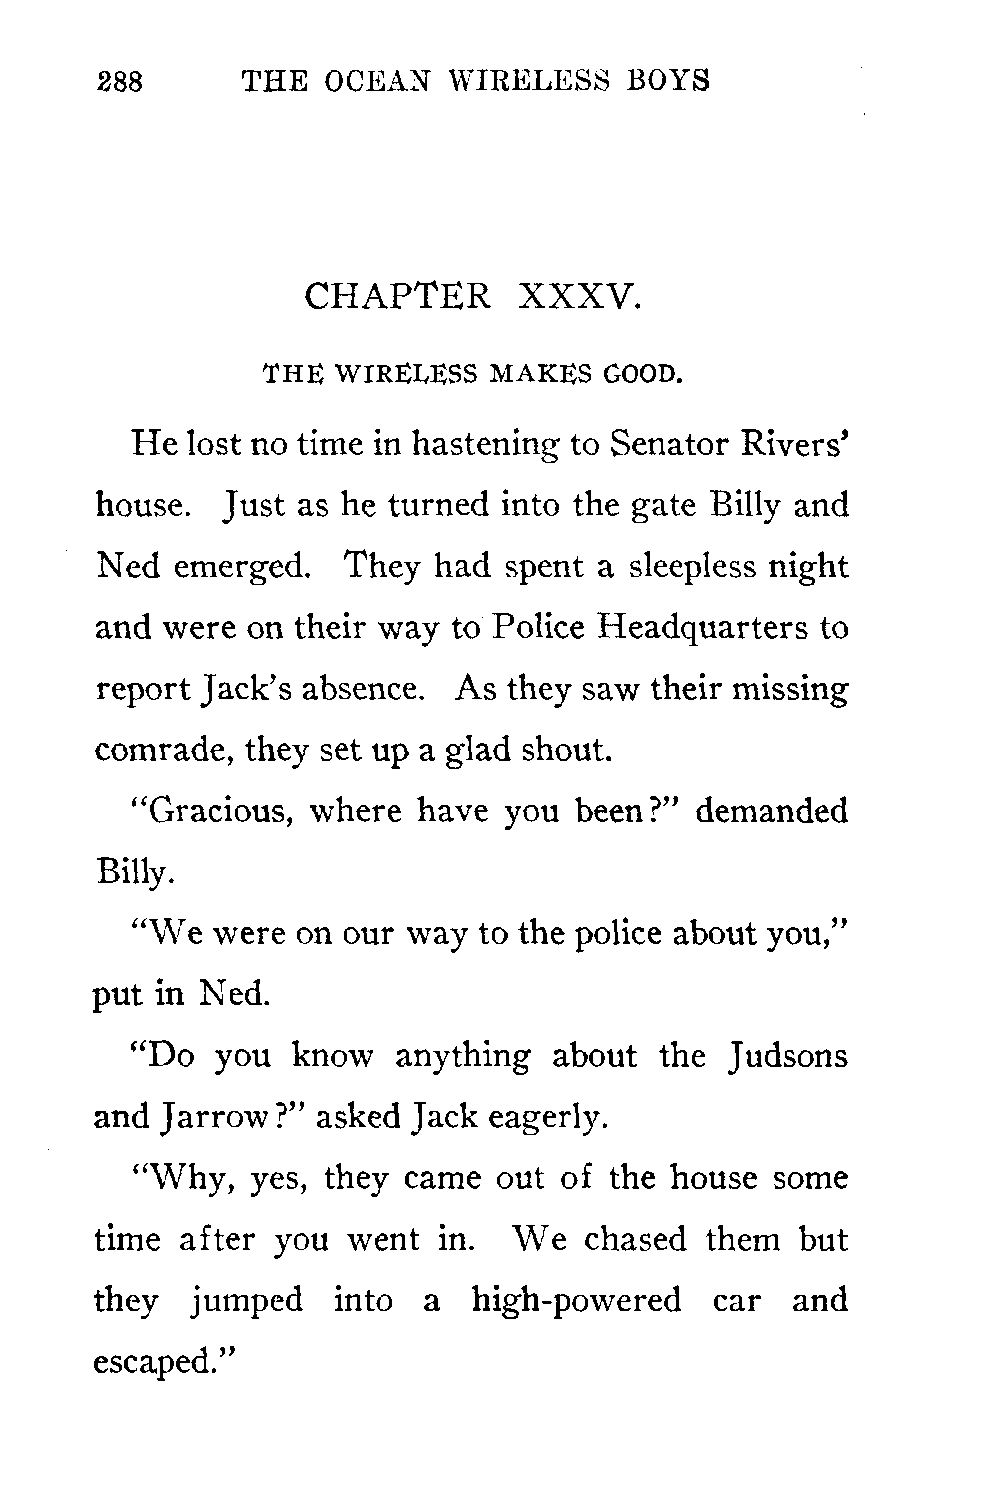 288 THE OCEAN WIRELESS BOYS
CHAPTER XXXV.
THE WIRELESS MAKES GOOD.
He lost no time in hastening to Senator Rivers’
house. Just as he turned into the gate Billy and
Ned emerged. They had spent a sleepless night
and were on their way to Police Headquarters to
report Jack’s absence. As they saw their missing
comrade, they set up a glad shout.
“Gracious, where have you been?” demanded
Billy.
“We were on our way to the police about you,”
put in Ned.
“Do you know anything about the Judsons
and Jarrow?” asked Jack eagerly.
“Why, yes, they came out of the house some
time after you went in. We chased them but
they jumped into a high-powered car and
escaped.”